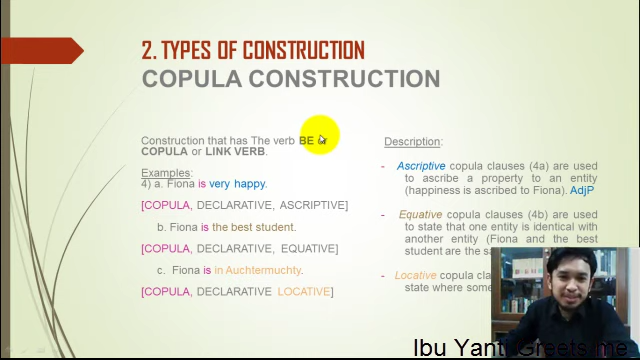 2. TYPES OF CONSTRUCTION
COPULA CONSTRUCTION
Construction that has The verb BE or
COPULA or LINK VERB.
Examples:
4) a. Fiona is very happy.
[COPULA, DECLARATIVE, ASCRIPTIVE]
b. Fiona is the best student.
[COPULA, DECLARATIVE, EQUATIVE]
c. Fiona is in Auchtermuchty.
[COPULA, DECLARATIVE LOCATIVE]
Description:
- Ascriptive copula clauses (4a) are used
to ascribe a property to an entity
(happiness is ascribed to Fiona). AdjP
- Equative copula clauses (4b) are used
to state that one entity is identical with
another entity (Fiona and the best
student are the
- Locative copula
state where
Ibu Yanti Greets me